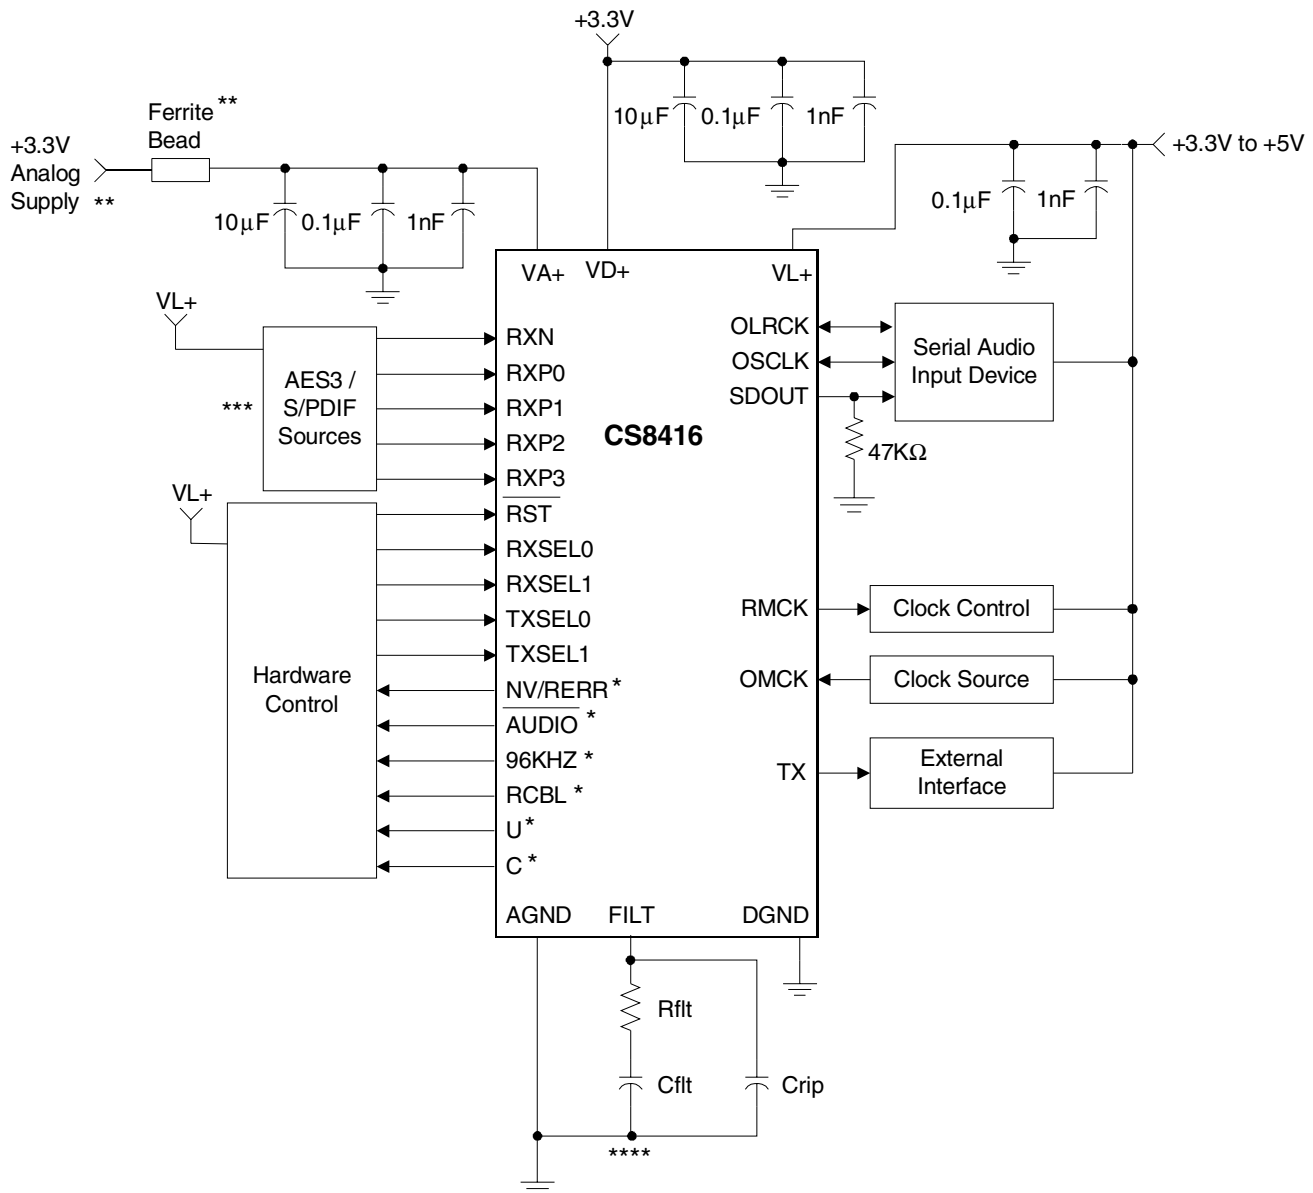 +3.3V
10µF
0.1µF
1nF
+3.3V to +5V
0.1µF
1nF
Ferrite **
Bead
+3.3V
Analog
Supply **
10µF
0.1µF
1nF
VA+
VD+
VL+
VL+
AES3 /
S/PDIF
Sources
***
RXN
RXP0
RXP1
RXP2
RXP3
VL+
Hardware
Control
RST
RXSEL0
RXSEL1
TXSEL0
TXSEL1
NV/RERR *
AUDIO *
96KHZ *
RCBL *
U *
C *
CS8416
OLRCK
OSCLK
SDOUT
Serial Audio
Input Device
47KΩ
RMCK
Clock Control
OMCK
Clock Source
TX
External
Interface
AGND
FILT
DGND
Rflt
Cflt
Crip
****